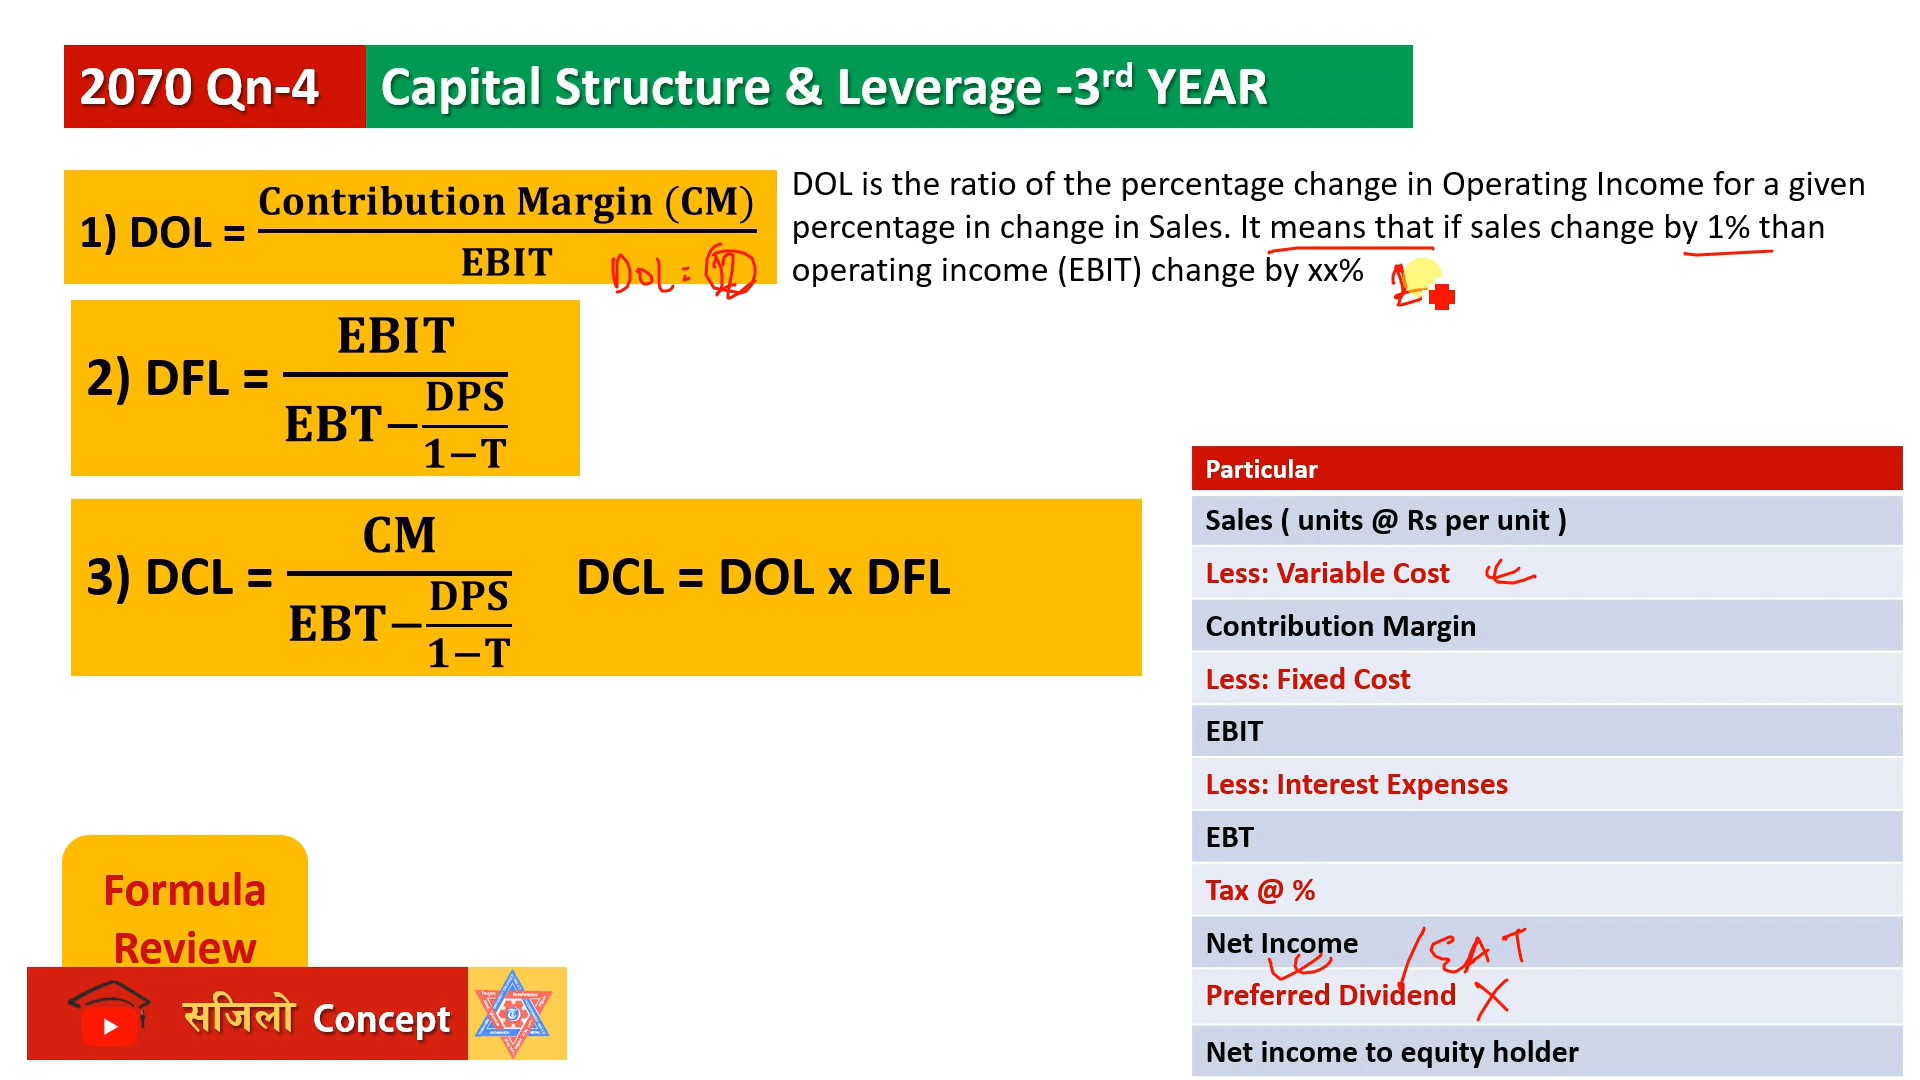 2070 Qn-4
Capital Structure & Leverage -3rd YEAR
1) DOL = Contribution Margin (CM) / EBIT
DOL =
DOL is the ratio of the percentage change in Operating Income for a given
percentage in change in Sales. It means that if sales change by 1% than
operating income (EBIT) change by xx%
2) DFL = EBIT / EBT − DPS / 1−T
3) DCL = CM / EBT − DPS / 1−T
DCL = DOL x DFL
Particular
Sales ( units @ Rs per unit )
Less: Variable Cost
Contribution Margin
Less: Fixed Cost
EBIT
Less: Interest Expenses
EBT
Tax @ %
Net Income / EAT
Preferred Dividend X
Net income to equity holder
Formula
Review
सजिलो Concept